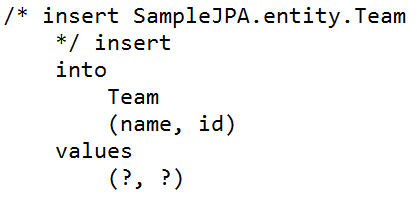 /* insert SampleJPA.entity.Team
    */ insert
    into
        Team
        (name, id)
    values
        (?, ?)